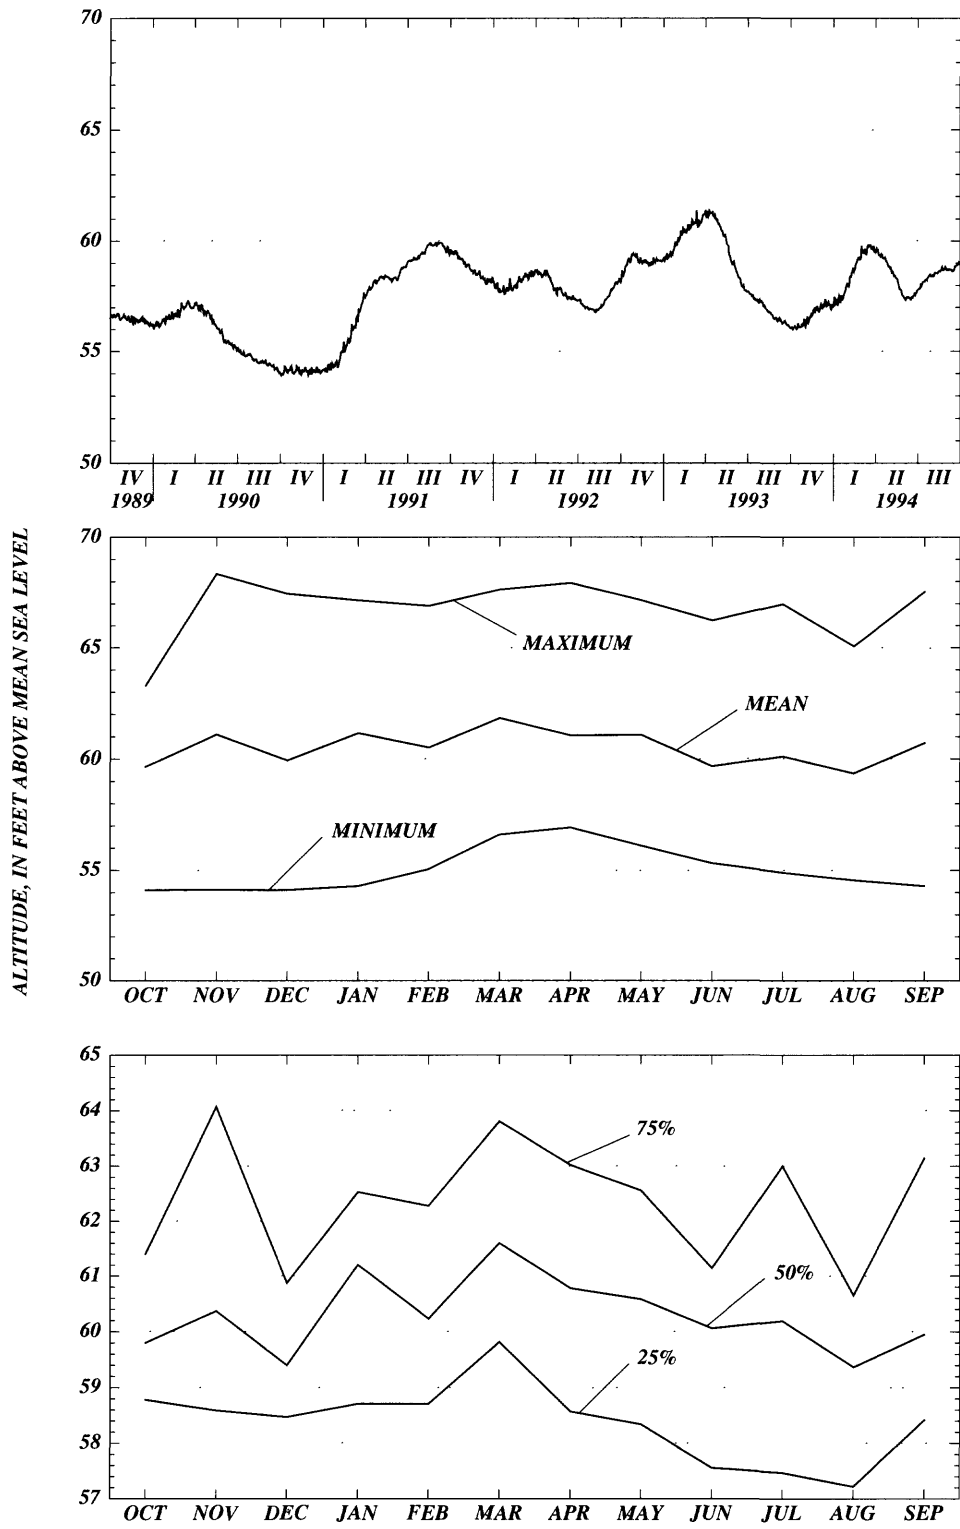 ALTITUDE, IN FEET ABOVE MEAN SEA LEVEL
70
65
60
55
50
IV I II III IV I II III IV I II III IV I II III IV I II III
1989 1990 1991 1992 1993 1994
70
65
60
55
50
MAXIMUM
MEAN
MINIMUM
OCT NOV DEC JAN FEB MAR APR MAY JUN JUL AUG SEP
65
64
63
62
61
60
59
58
57
75%
50%
25%
OCT NOV DEC JAN FEB MAR APR MAY JUN JUL AUG SEP